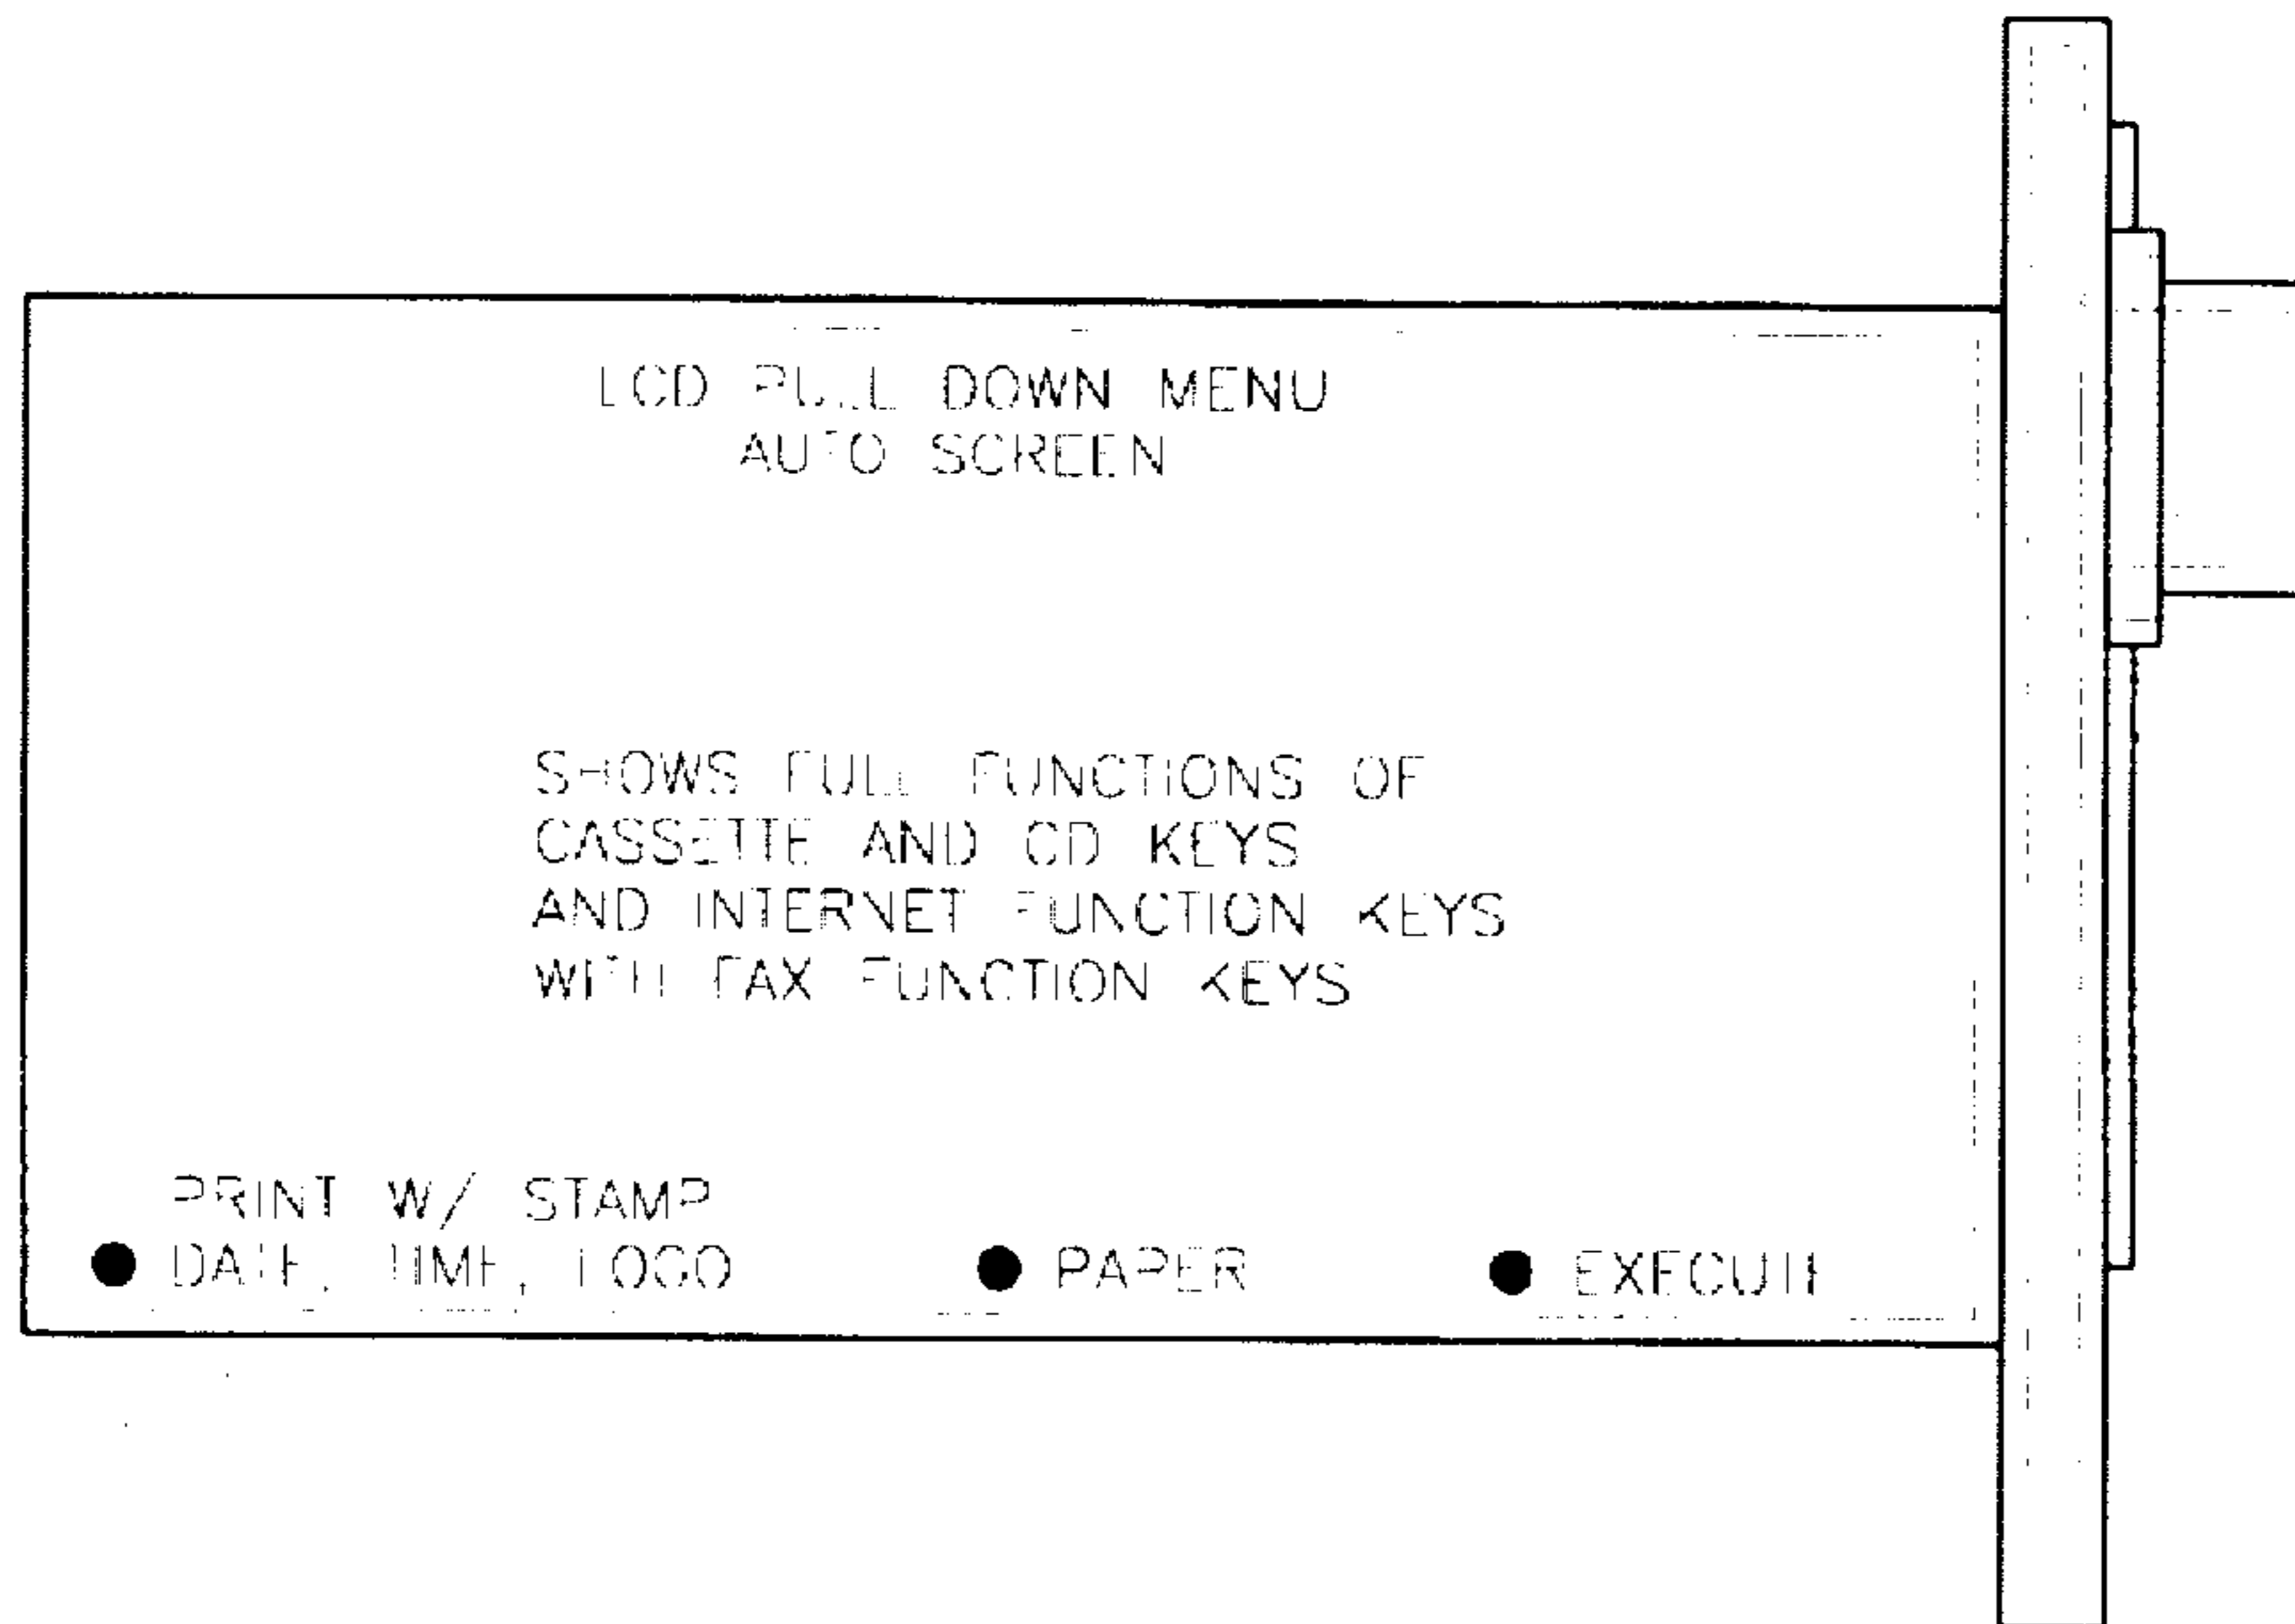 LCD PULL DOWN MENU
AUTO SCREEN
SHOWS FULL FUNCTIONS OF
CASSETTE AND CD KEYS
AND INTERNET FUNCTION KEYS
WITH FAX FUNCTION KEYS
PRINT W/ STAMP
DATE, TIME, LOGO
PAPER
EXECUTE